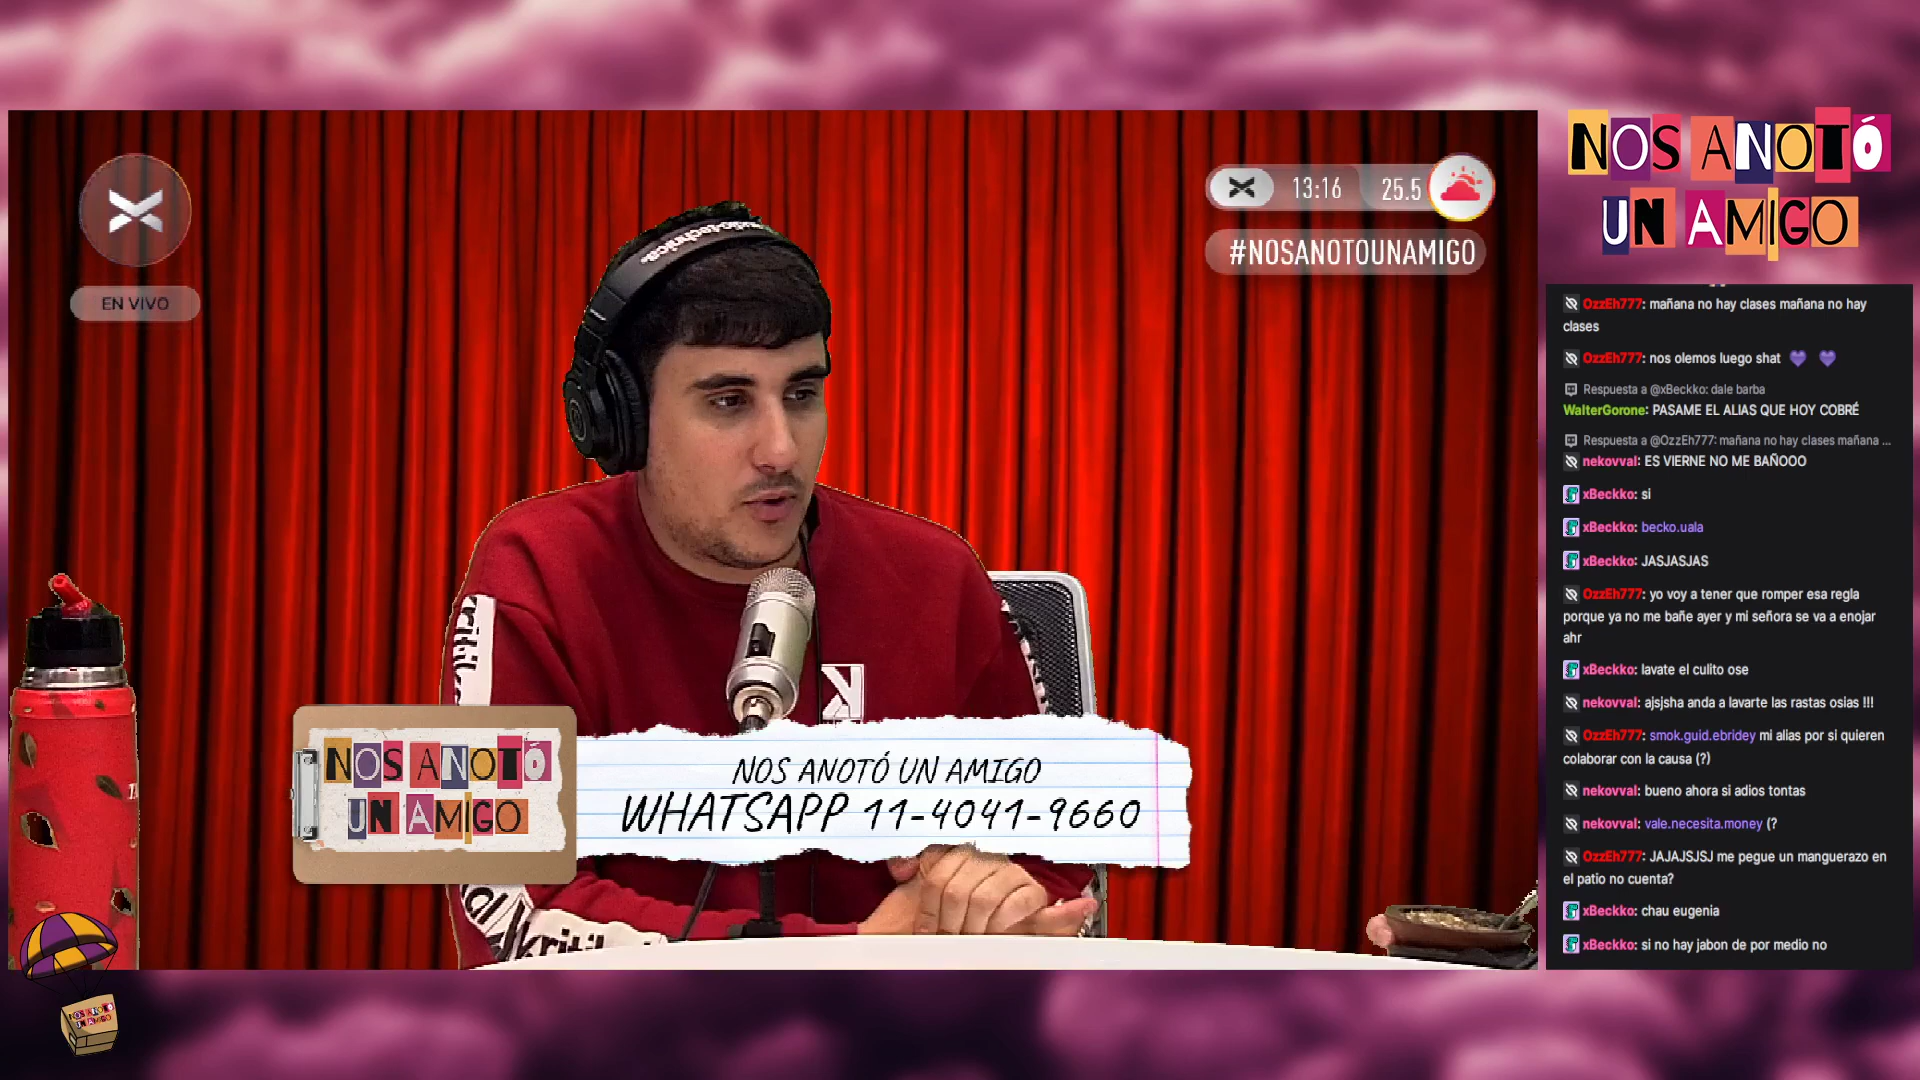 EN VIVO
audio-technica
13:16
25.5
#NOSANOTOUNAMIGO
NOS ANOTÓ
UN AMIGO
NOS ANOTÓ UN AMIGO
WHATSAPP 11-4041-9660
NOS ANOTÓ
UN AMIGO
OzzEh777: mañana no hay clases mañana no hay
clases
OzzEh777: nos olemos luego shat 💜 💜
Respuesta a @xBeckko: dale barba
WalterGorone: PASAME EL ALIAS QUE HOY COBRÉ
Respuesta a @OzzEh777: mañana no hay clases mañana ...
nekovval: ES VIERNE NO ME BAÑOOO
xBeckko: si
xBeckko: becko.uala
xBeckko: JASJASJAS
OzzEh777: yo voy a tener que romper esa regla
porque ya no me bañe ayer y mi señora se va a enojar
ahr
xBeckko: lavate el culito ose
nekovval: ajsjsha anda a lavarte las rastas osias !!!
OzzEh777: smok.guid.ebridey mi alias por si quieren
colaborar con la causa (?)
nekovval: bueno ahora si adios tontas
nekovval: vale.necesita.money (?
OzzEh777: JAJAJSJSJ me pegue un manguerazo en
el patio no cuenta?
xBeckko: chau eugenia
xBeckko: si no hay jabon de por medio no
NOS ANOTÓ
UN AMIGO